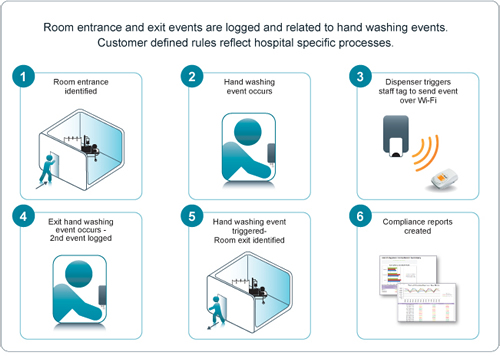 Room entrance and exit events are logged and related to hand washing events.
Customer defined rules reflect hospital specific processes.
1
Room entrance
identified
2
Hand washing
event occurs
3
Dispenser triggers
staff tag to send event
over Wi-Fi
4
Exit hand washing
event occurs -
2nd event logged
5
Hand washing event
triggered-
Room exit identified
6
Compliance reports
created